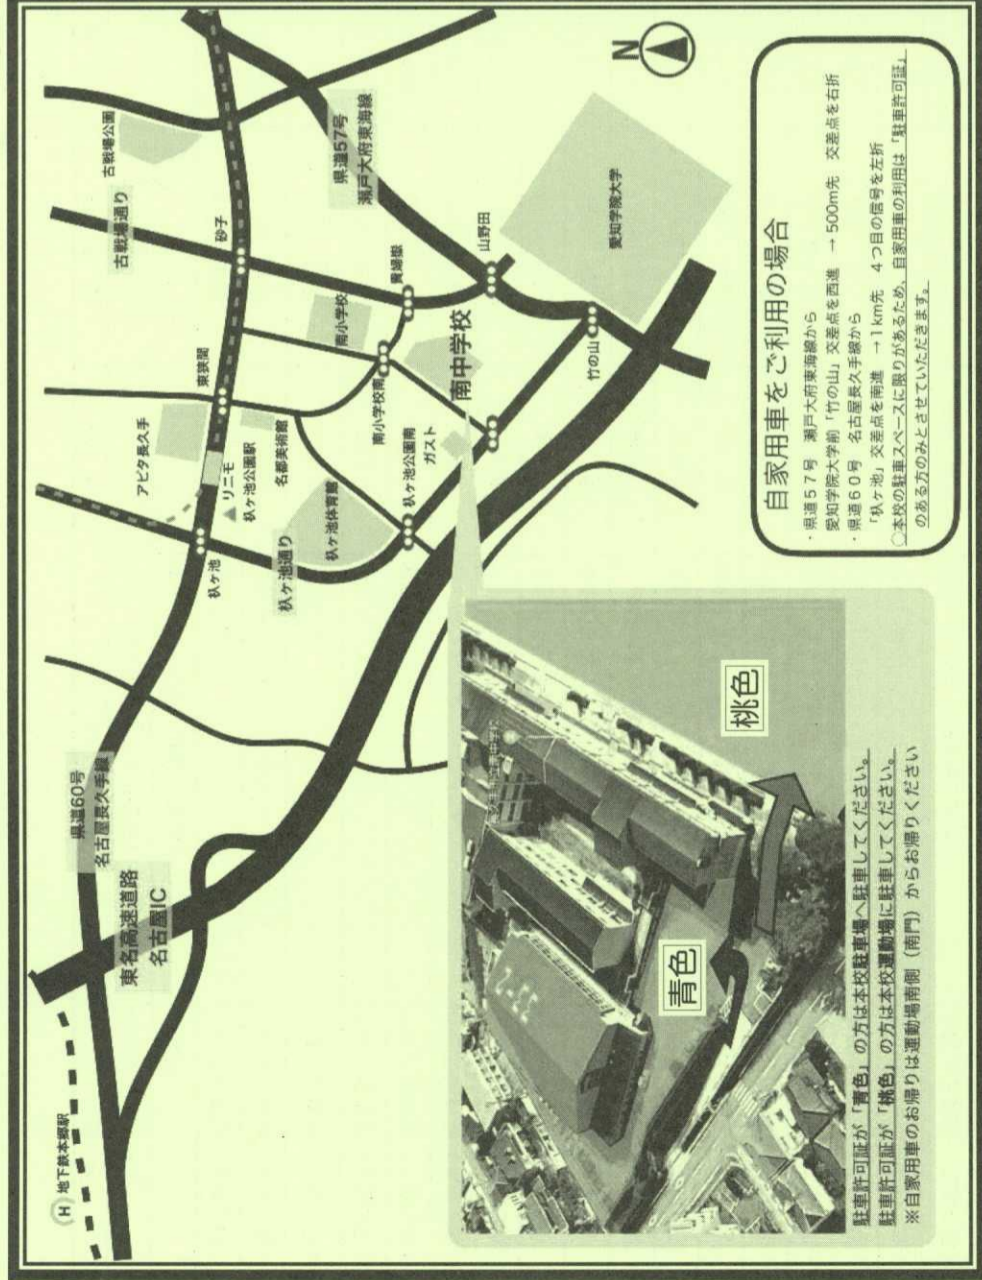 H 地下鉄本郷駅
東名高速道路
名古屋IC
県道60号
名古屋長久手線
杁ヶ池
杁ヶ池通り
リニモ
杁ヶ池公園駅
アピタ長久手
東狭間
名都美術館
杁ヶ池体育館
杁ヶ池公園南
ガスト
砂子
古戦場通り
古戦場公園
南小学校
南小学校南
南中学校
貴婦嶽
県道57号
瀬戸大府東海線
山野田
竹の山
愛知学院大学
N
青色
桃色
駐車許可証が「青色」の方は本校駐車場へ駐車してください。
駐車許可証が「桃色」の方は本校運動場に駐車してください。
※自家用車のお帰りは運動場南側（南門）からお帰りください
自家用車をご利用の場合
・県道57号 瀬戸大府東海線から
愛知学院大学前「竹の山」交差点を西進 → 500m先 交差点を右折
・県道60号 名古屋長久手線から
「杁ヶ池」交差点を南進 → 1km先 4つ目の信号を左折
○本校の駐車スペースに限りがあるため、自家用車の利用は「駐車許可証」
のある方のみとさせていただきます。